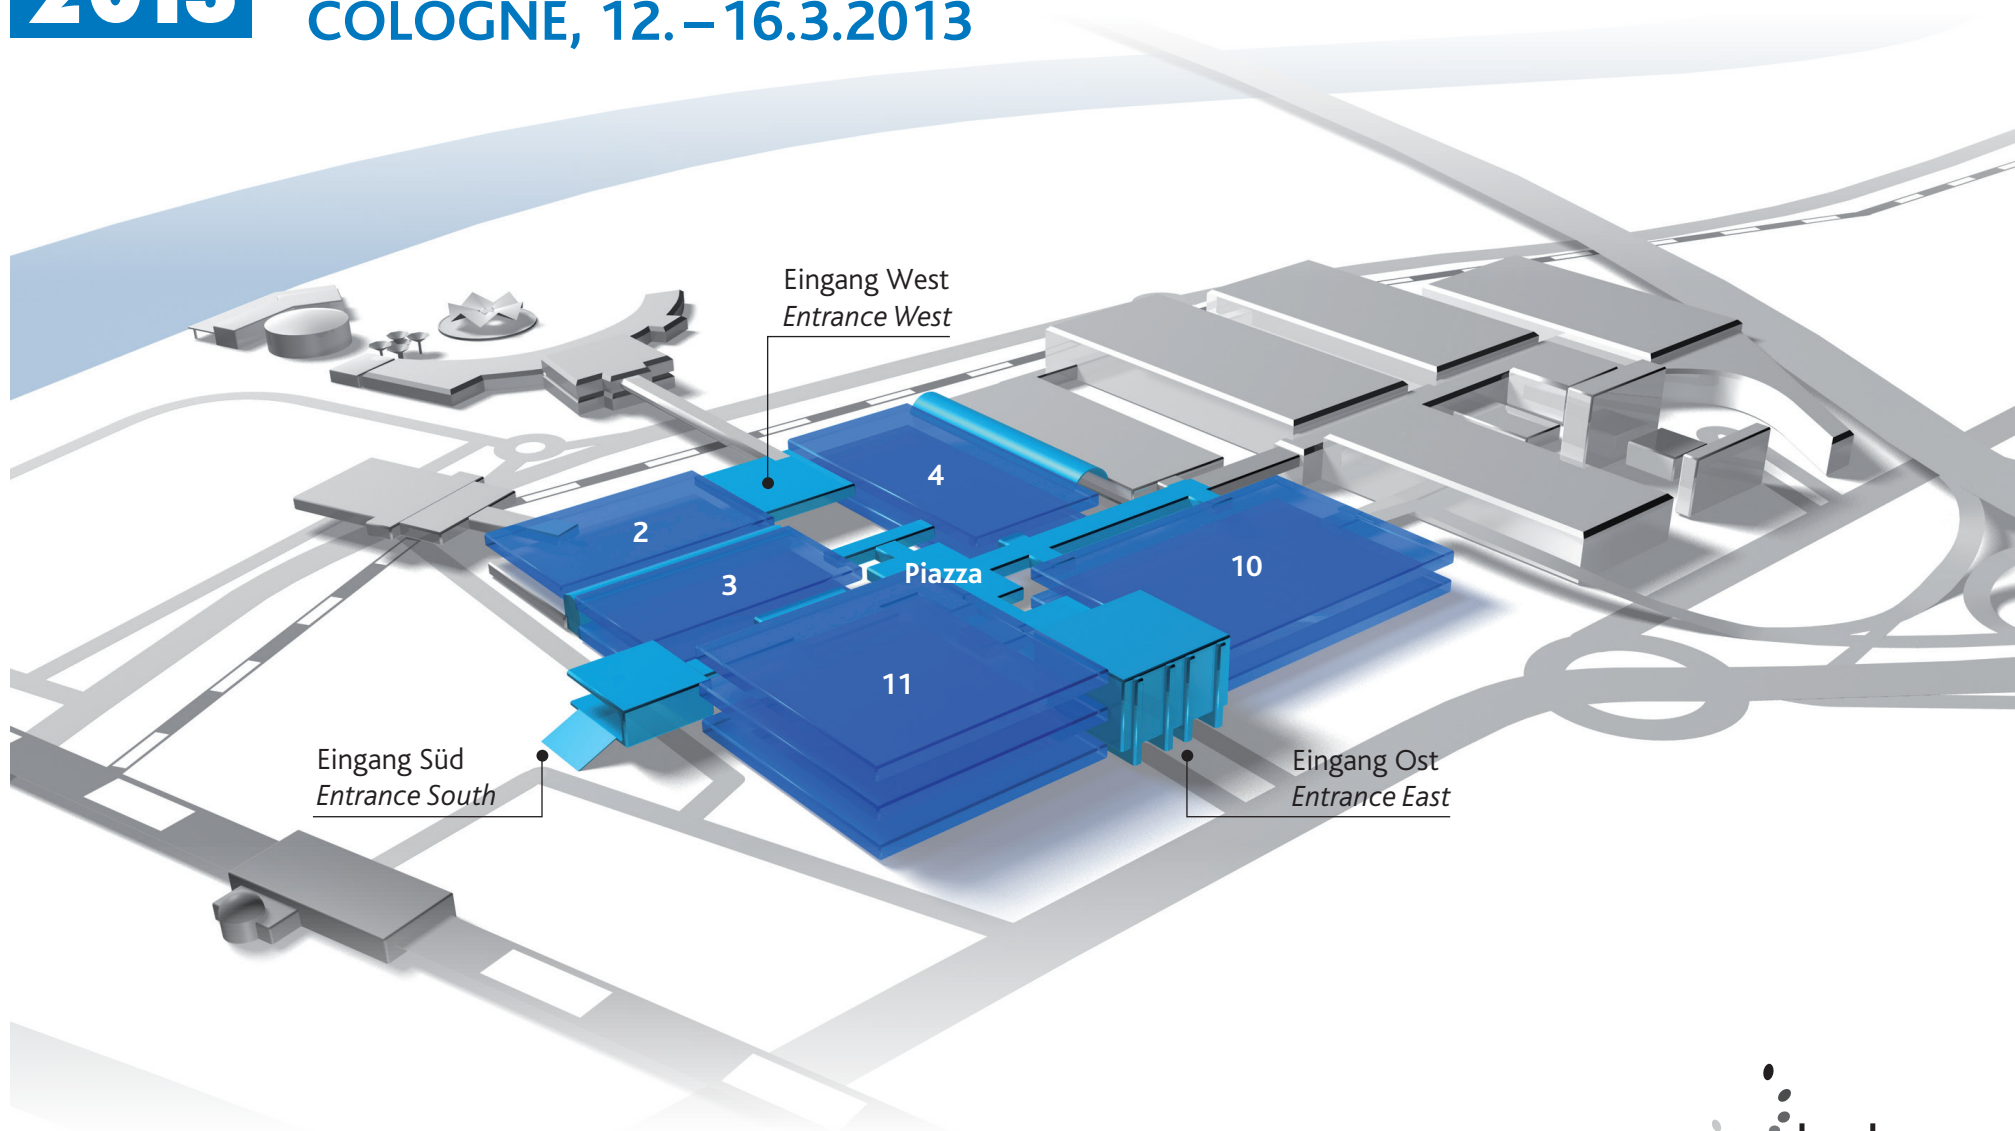 2013
COLOGNE, 12. – 16.3.2013
Eingang West
Entrance West
4
2
3
Piazza
10
11
Eingang Süd
Entrance South
Eingang Ost
Entrance East